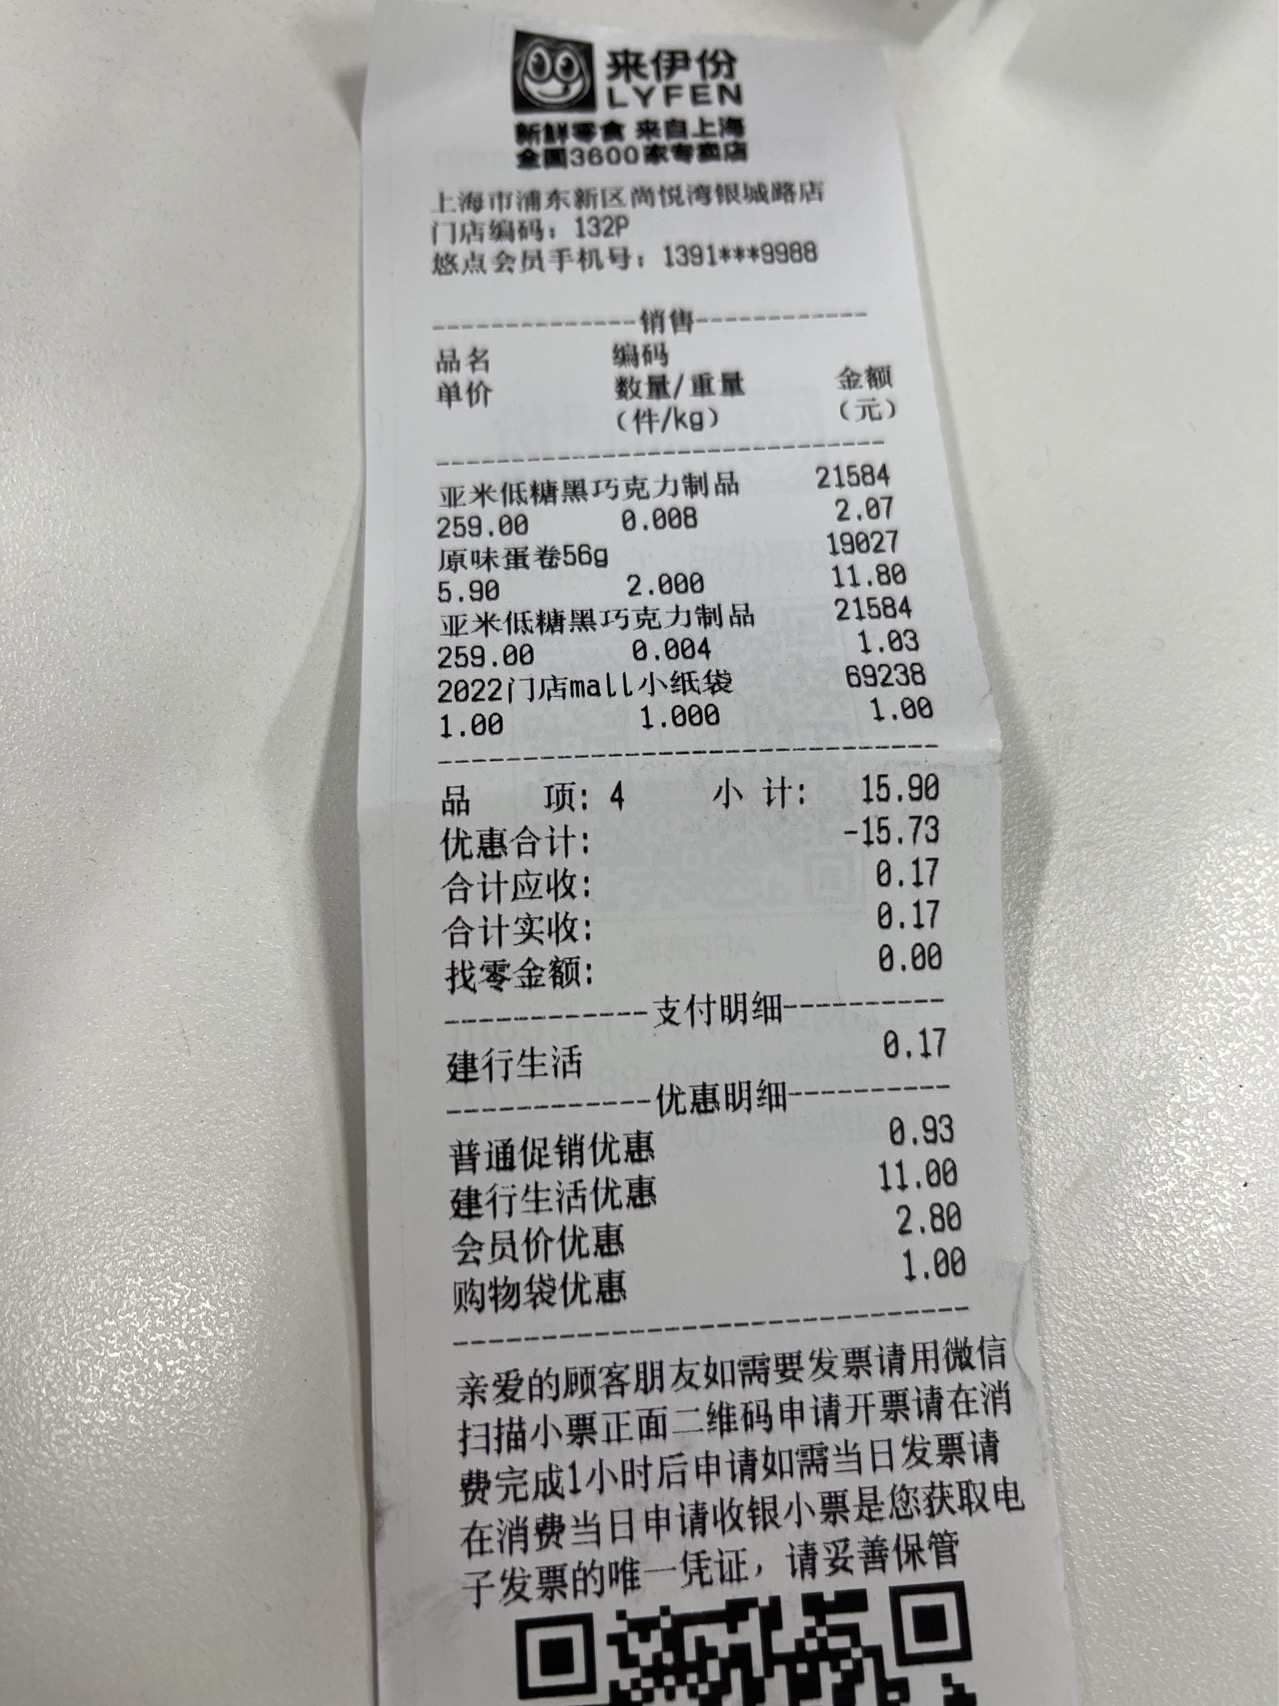 来伊份
LYFEN
新鲜零食 来自上海
全国3600家专卖店
上海市浦东新区尚悦湾银城路店
门店编码：132P
悠点会员手机号：1391***9988
--------------销售------------
品名 编码
单价 数量/重量 金额
（件/kg） （元）
------------------------------
亚米低糖黑巧克力制品 21584
259.00 0.008 2.07
原味蛋卷56g 19027
5.90 2.000 11.80
亚米低糖黑巧克力制品 21584
259.00 0.004 1.03
2022门店mall小纸袋 69238
1.00 1.000 1.00
------------------------------
品 项: 4 小 计: 15.90
优惠合计: -15.73
合计应收: 0.17
合计实收: 0.17
找零金额: 0.00
------------支付明细----------
建行生活 0.17
------------优惠明细----------
普通促销优惠 0.93
建行生活优惠 11.00
会员价优惠 2.80
购物袋优惠 1.00
------------------------------
亲爱的顾客朋友如需要发票请用微信
扫描小票正面二维码申请开票请在消
费完成1小时后申请如需当日发票请
在消费当日申请收银小票是您获取电
子发票的唯一凭证，请妥善保管